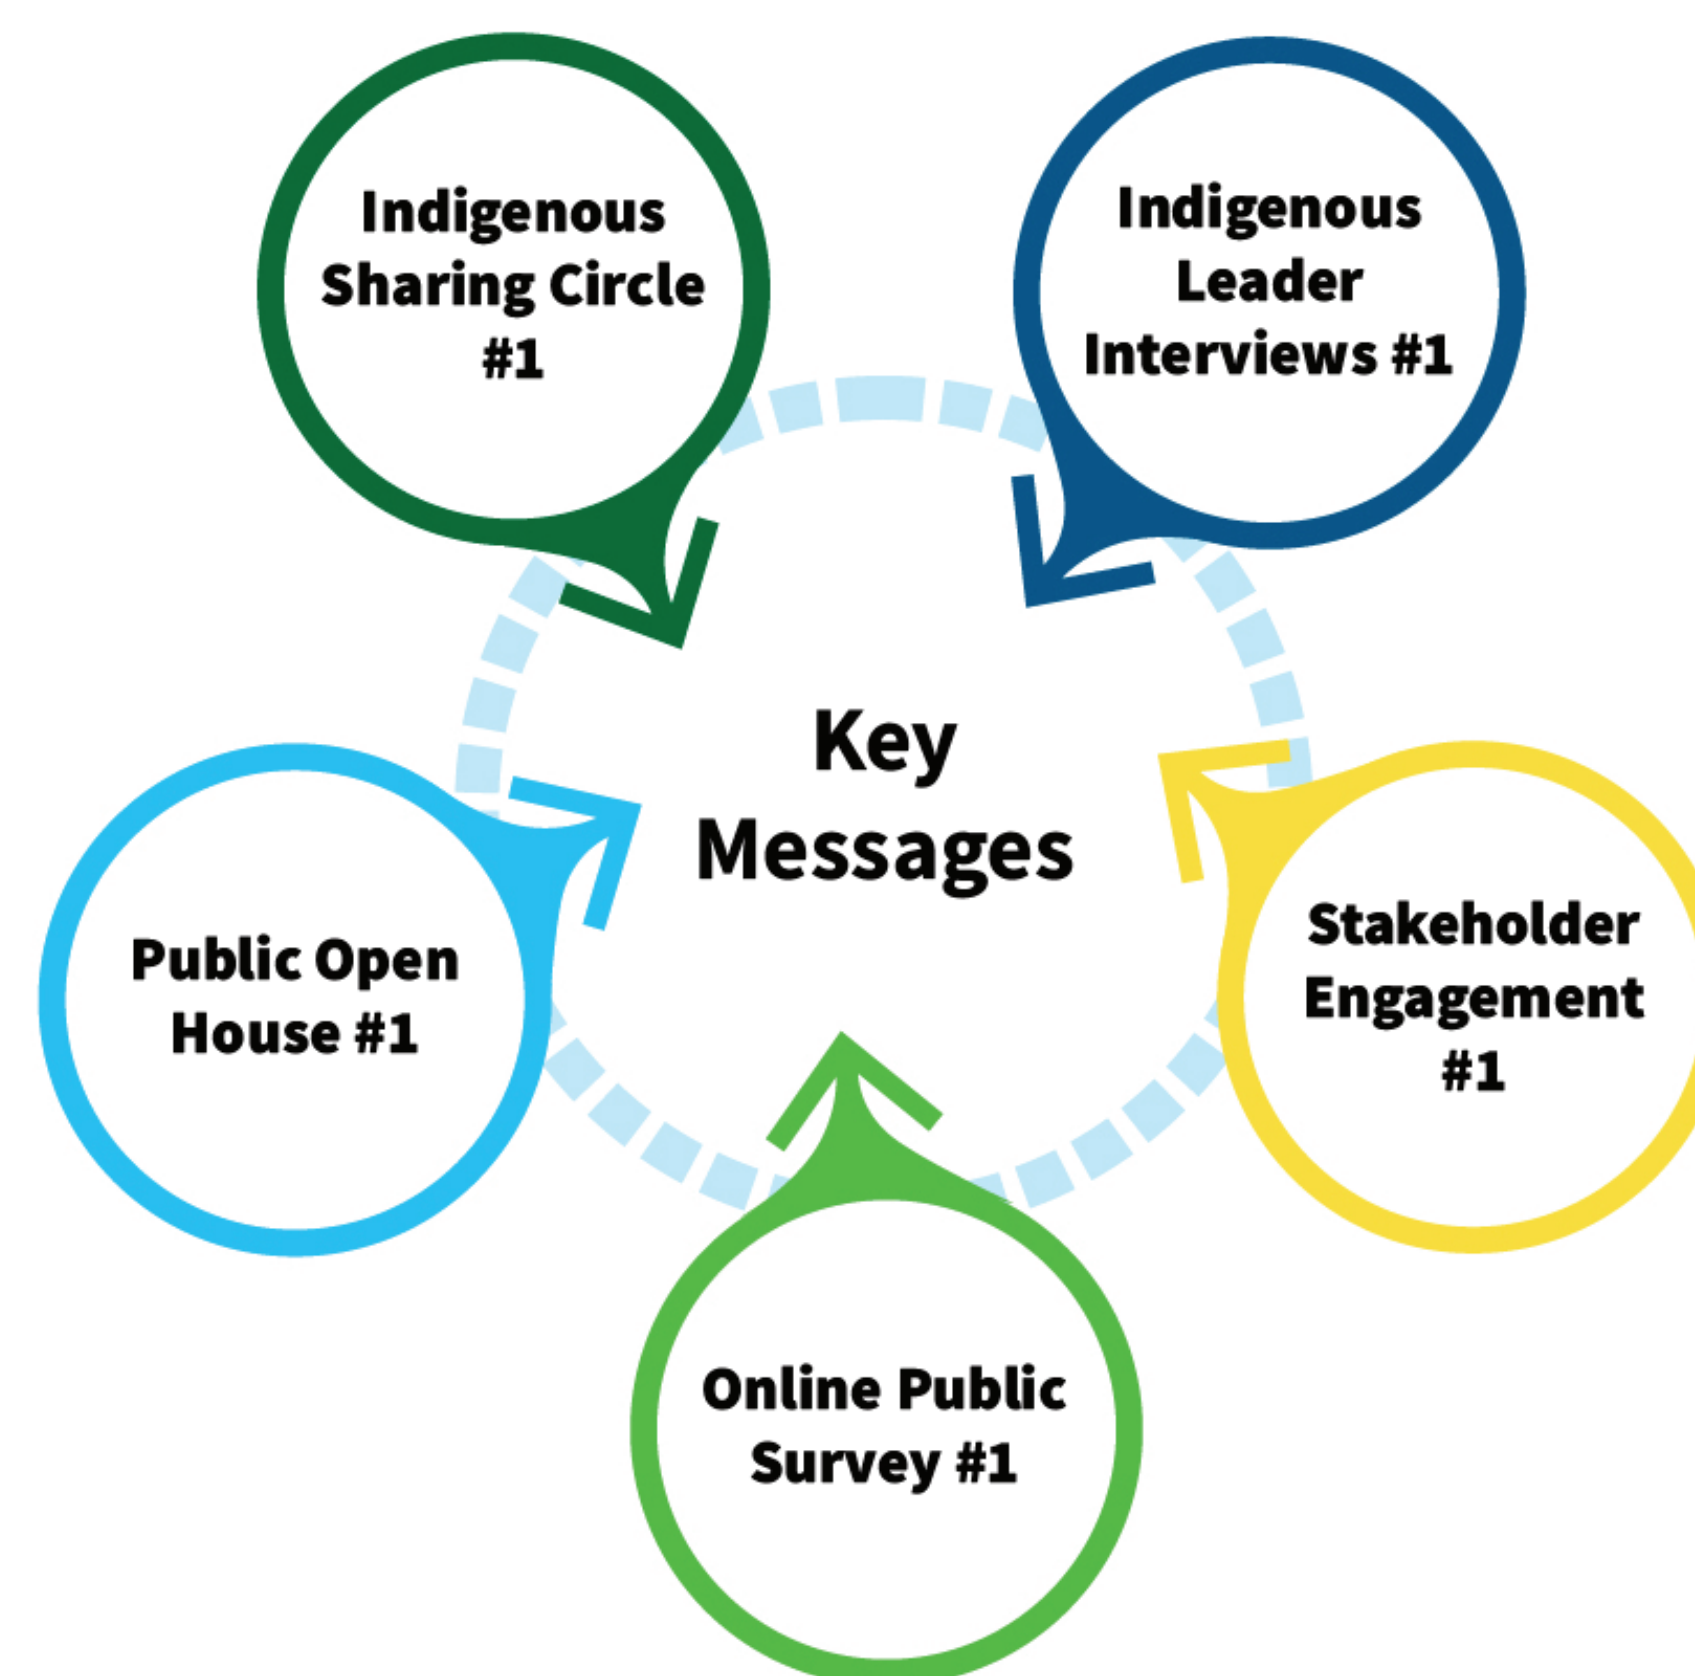 Indigenous
Sharing Circle
#1
Indigenous
Leader
Interviews #1
Key
Messages
Public Open
House #1
Stakeholder
Engagement
#1
Online Public
Survey #1